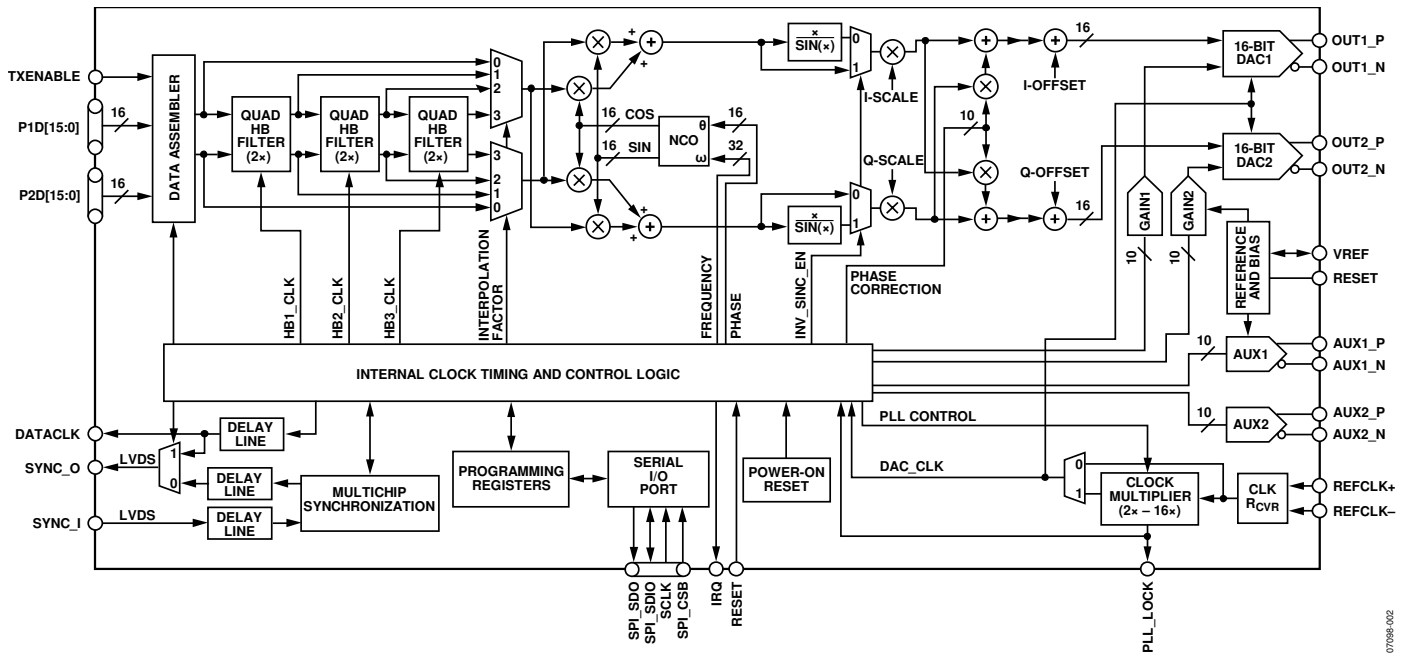 TXENABLE
P1D[15:0]
16
P2D[15:0]
16
DATA ASSEMBLER
QUAD
HB
FILTER
(2×)
QUAD
HB
FILTER
(2×)
QUAD
HB
FILTER
(2×)
0
1
2
3
3
2
1
0
×
×
×
×
+
+
+
+
+
+
16
COS
16
SIN
NCO
θ
ω
16
32
×
SIN(×)
0
1
×
I-SCALE
×
SIN(×)
0
1
×
Q-SCALE
10
×
×
+
+
+
+
I-OFFSET
Q-OFFSET
16
16
16-BIT
DAC1
16-BIT
DAC2
OUT1_P
OUT1_N
OUT2_P
OUT2_N
GAIN1
GAIN2
10
10
REFERENCE
AND BIAS
VREF
RESET
HB1_CLK
HB2_CLK
HB3_CLK
INTERPOLATION
FACTOR
FREQUENCY
PHASE
INV_SINC_EN
PHASE
CORRECTION
INTERNAL CLOCK TIMING AND CONTROL LOGIC
10
AUX1
AUX1_P
AUX1_N
10
AUX2
AUX2_P
AUX2_N
DATACLK
DELAY
LINE
SYNC_O
LVDS
1
0
DELAY
LINE
SYNC_I
LVDS
DELAY
LINE
MULTICHIP
SYNCHRONIZATION
PROGRAMMING
REGISTERS
SERIAL
I/O
PORT
POWER-ON
RESET
PLL CONTROL
DAC_CLK
0
1
CLOCK
MULTIPLIER
(2× – 16×)
CLK
RCVR
REFCLK+
REFCLK–
SPI_SDO
SPI_SDIO
SCLK
SPI_CSB
IRQ
RESET
PLL_LOCK
07098-002